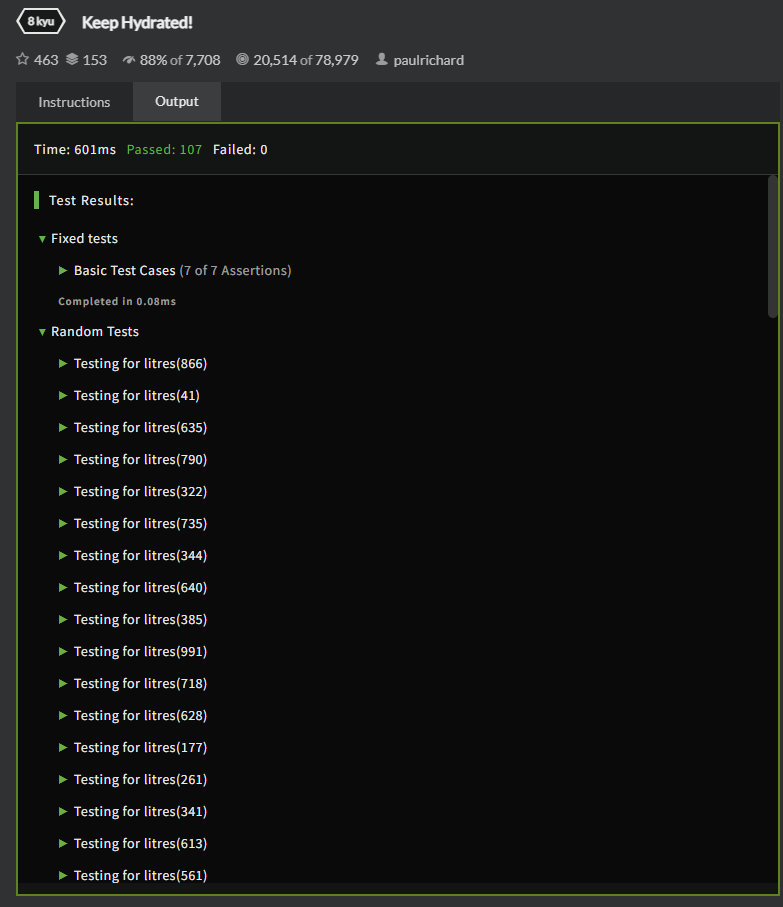 8 kyu Keep Hydrated!
463 153 88% of 7,708 20,514 of 78,979 paulrichard
Instructions Output
Time: 601ms Passed: 107 Failed: 0
Test Results:
Fixed tests
Basic Test Cases (7 of 7 Assertions)
Completed in 0.08ms
Random Tests
Testing for litres(866)
Testing for litres(41)
Testing for litres(635)
Testing for litres(790)
Testing for litres(322)
Testing for litres(735)
Testing for litres(344)
Testing for litres(640)
Testing for litres(385)
Testing for litres(991)
Testing for litres(718)
Testing for litres(628)
Testing for litres(177)
Testing for litres(261)
Testing for litres(341)
Testing for litres(613)
Testing for litres(561)